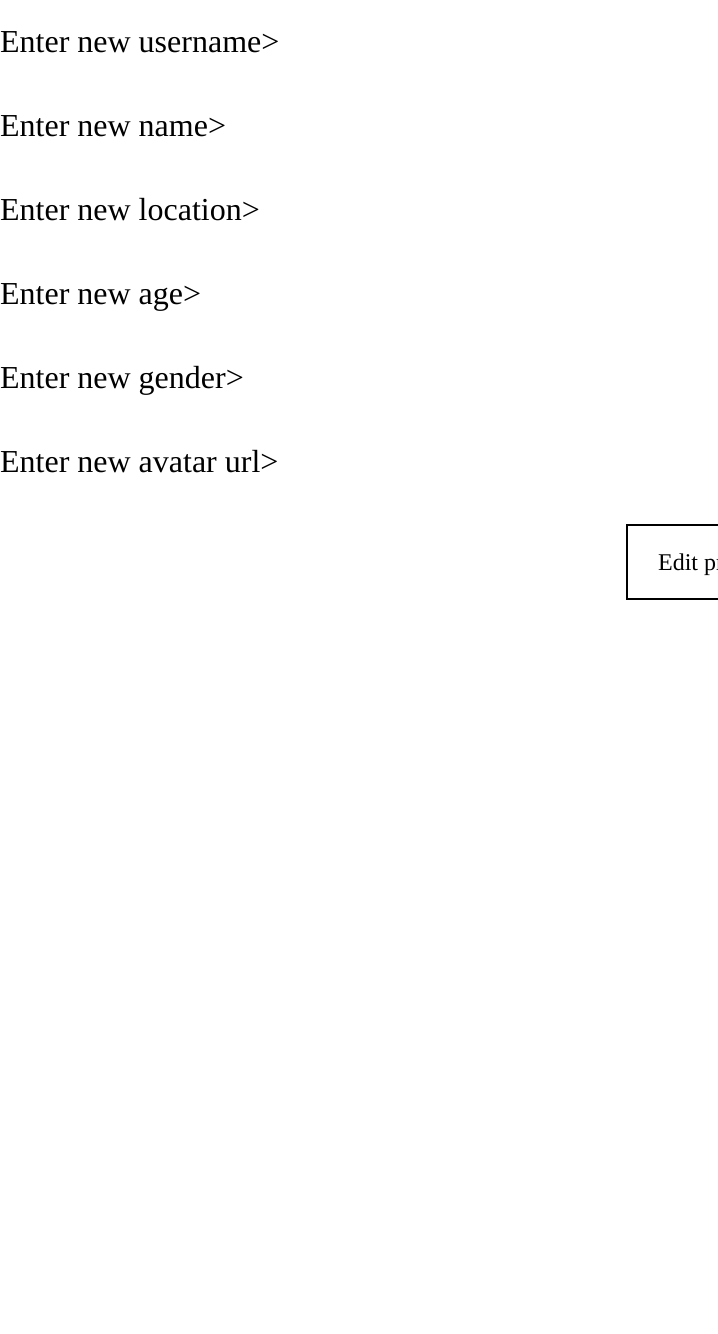 Enter new username>
Enter new name>
Enter new location>
Enter new age>
Enter new gender>
Enter new avatar url>
Edit